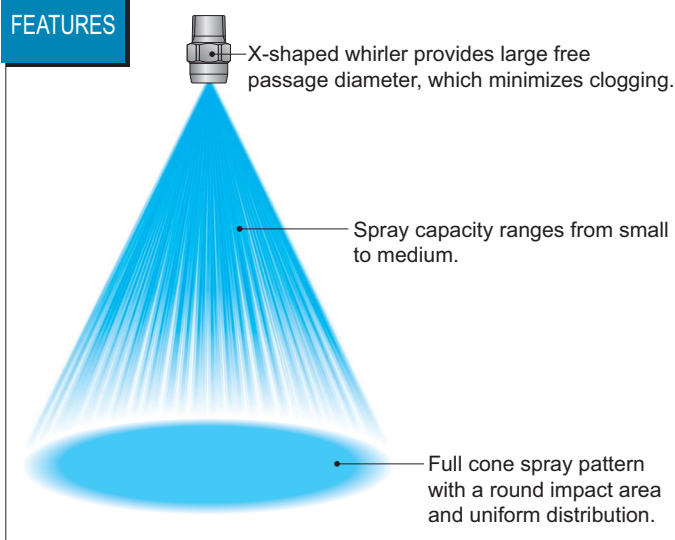 FEATURES
X-shaped whirler provides large free
passage diameter, which minimizes clogging.
Spray capacity ranges from small
to medium.
Full cone spray pattern
with a round impact area
and uniform distribution.